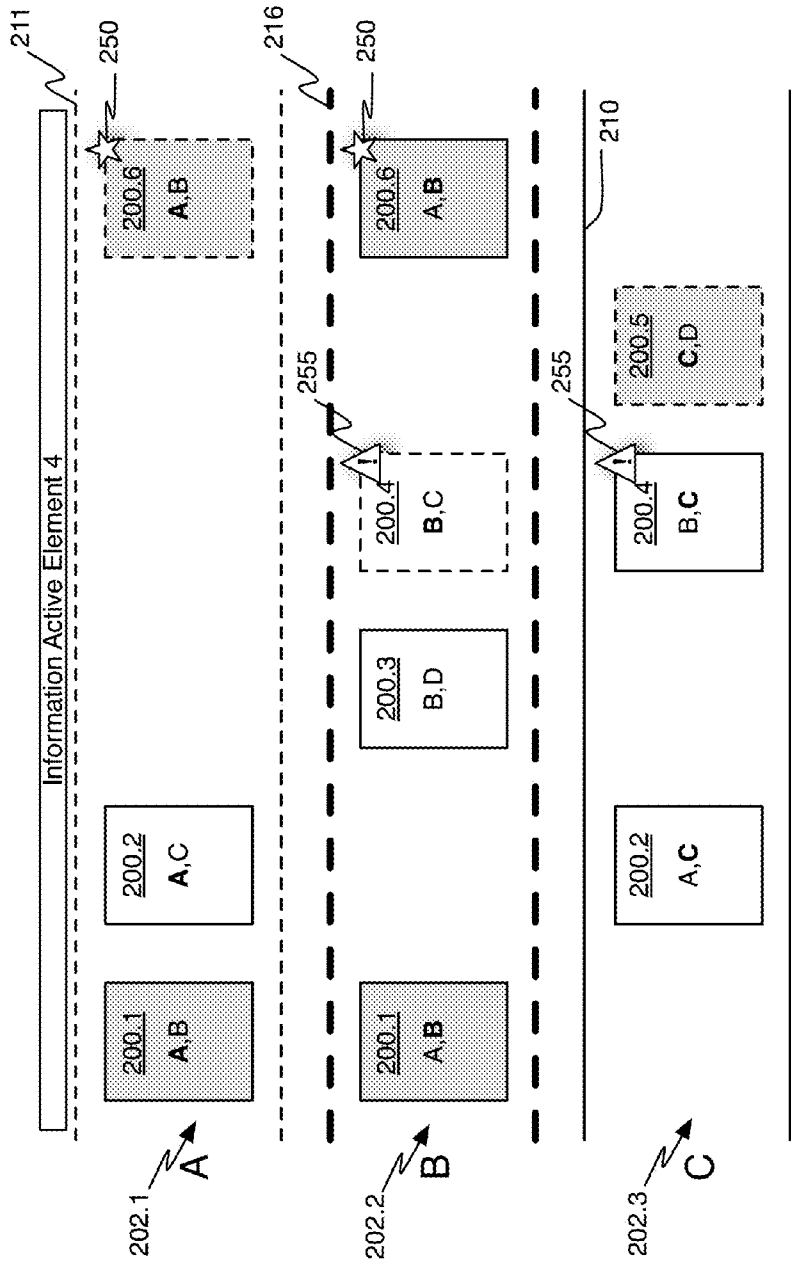 Information Active Element 4
211
202.1
A
200.1
A,B
200.2
A,C
200.6
A,B
250
216
202.2
B
200.1
A,B
200.3
B,D
200.4
B,C
!
255
200.6
A,B
250
210
202.3
C
200.2
A,C
200.4
B,C
!
255
200.5
C,D